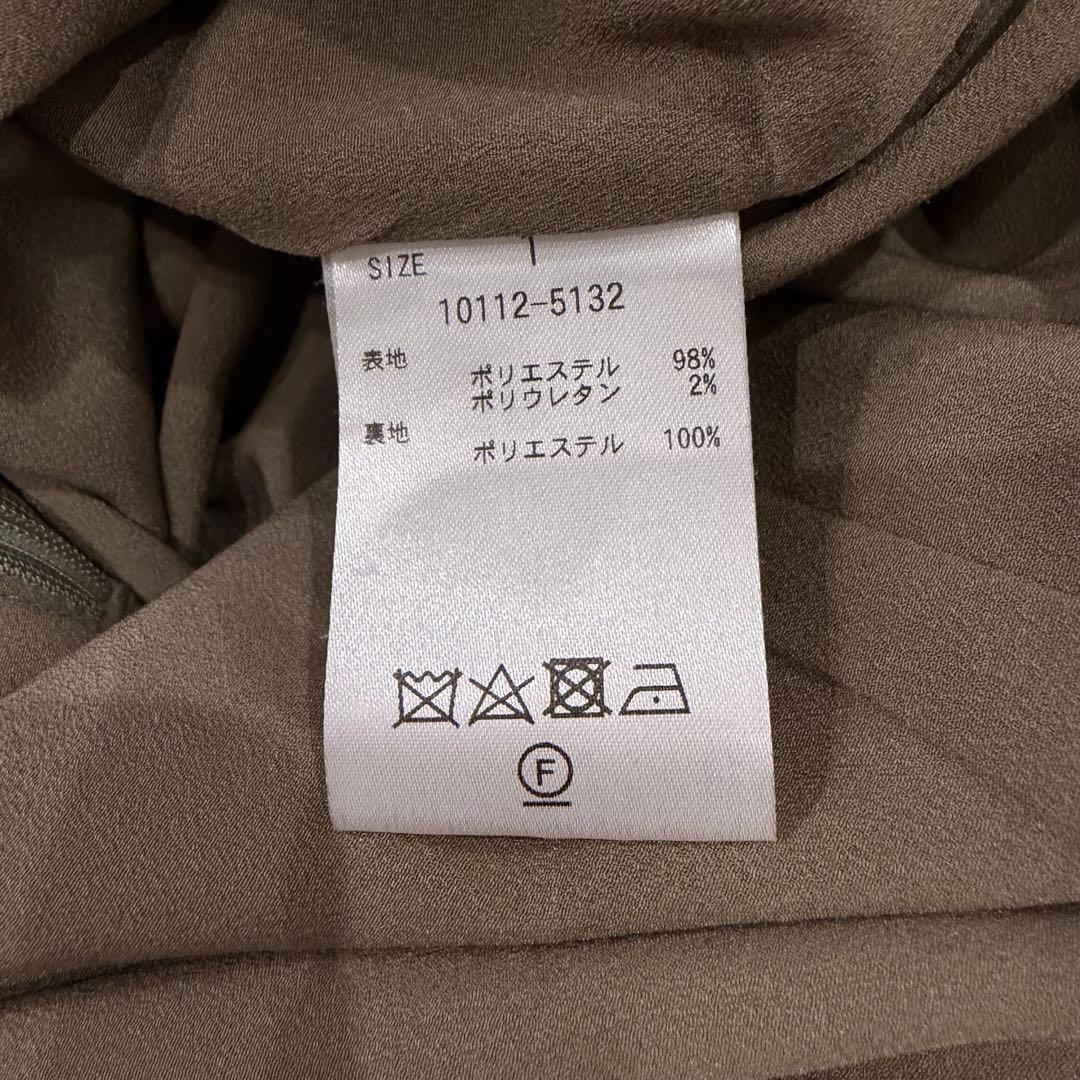 SIZE
10112-5132
表地 ポリエステル 98%
ポリウレタン 2%
裏地 ポリエステル 100%
F